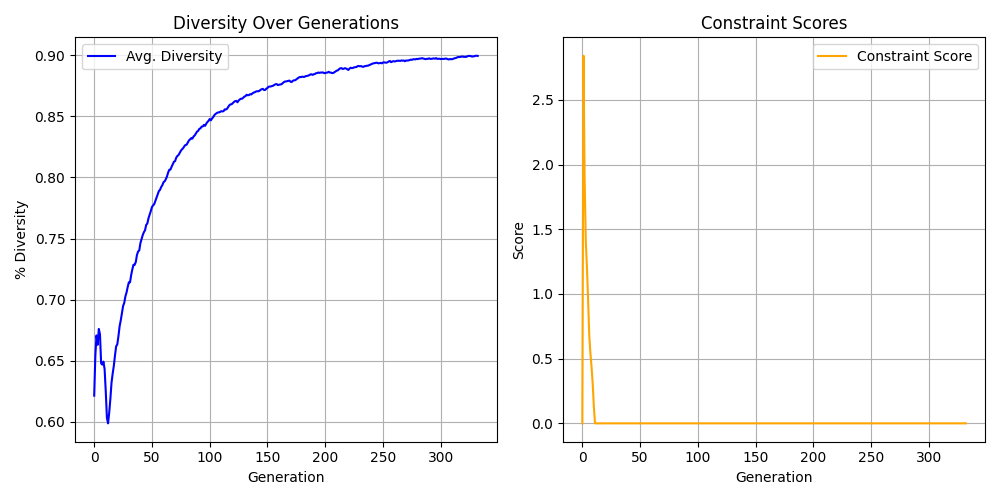 Diversity Over Generations
Avg. Diversity
% Diversity
0.90
0.85
0.80
0.75
0.70
0.65
0.60
0 50 100 150 200 250 300
Generation
Constraint Scores
Constraint Score
Score
2.5
2.0
1.5
1.0
0.5
0.0
0 50 100 150 200 250 300
Generation